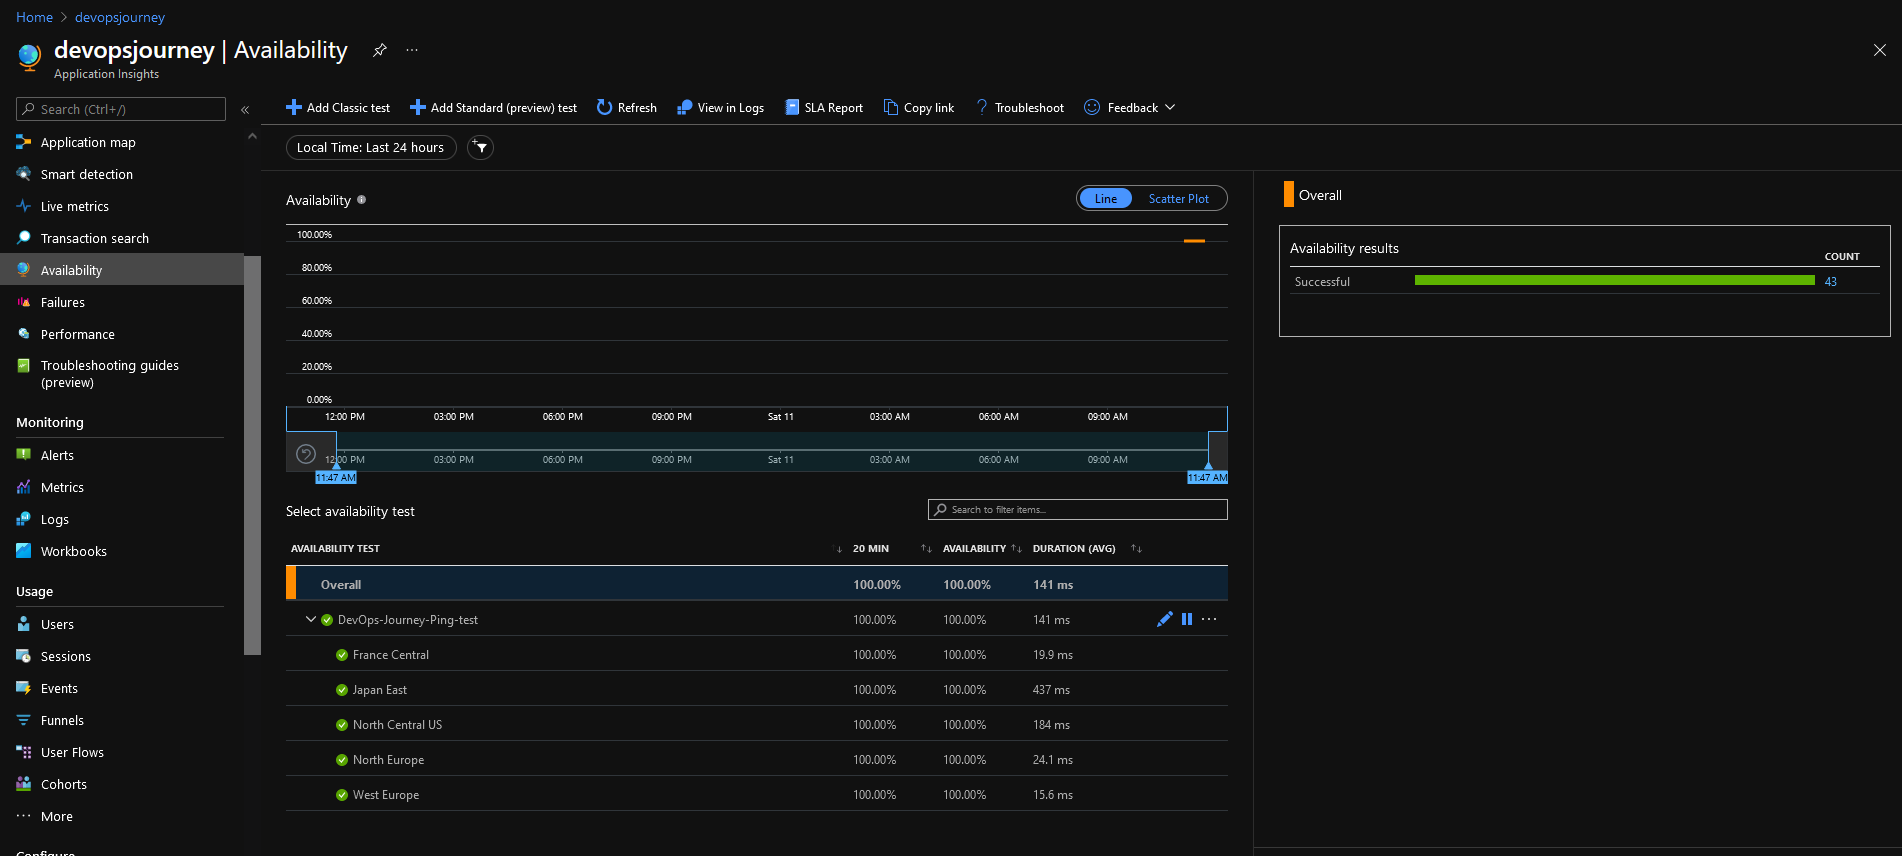 Home > devopsjourney
devopsjourney | Availability
Application Insights
Search (Ctrl+/)
Application map
Smart detection
Live metrics
Transaction search
Availability
Failures
Performance
Troubleshooting guides
(preview)
Monitoring
Alerts
Metrics
Logs
Workbooks
Usage
Users
Sessions
Events
Funnels
User Flows
Cohorts
More
Configure
Add Classic test Add Standard (preview) test Refresh View in Logs SLA Report Copy link Troubleshoot Feedback
Local Time: Last 24 hours
Availability
Line Scatter Plot
100.00%
80.00%
60.00%
40.00%
20.00%
0.00%
12:00 PM 03:00 PM 06:00 PM 09:00 PM Sat 11 03:00 AM 06:00 AM 09:00 AM
12:00 PM 03:00 PM 06:00 PM 09:00 PM Sat 11 03:00 AM 06:00 AM 09:00 AM
11:47 AM 11:47 AM
Select availability test
Search to filter items...
AVAILABILITY TEST 20 MIN AVAILABILITY DURATION (AVG)
Overall 100.00% 100.00% 141 ms
DevOps-Journey-Ping-test 100.00% 100.00% 141 ms
France Central 100.00% 100.00% 19.9 ms
Japan East 100.00% 100.00% 437 ms
North Central US 100.00% 100.00% 184 ms
North Europe 100.00% 100.00% 24.1 ms
West Europe 100.00% 100.00% 15.6 ms
Overall
Availability results
COUNT
Successful 43